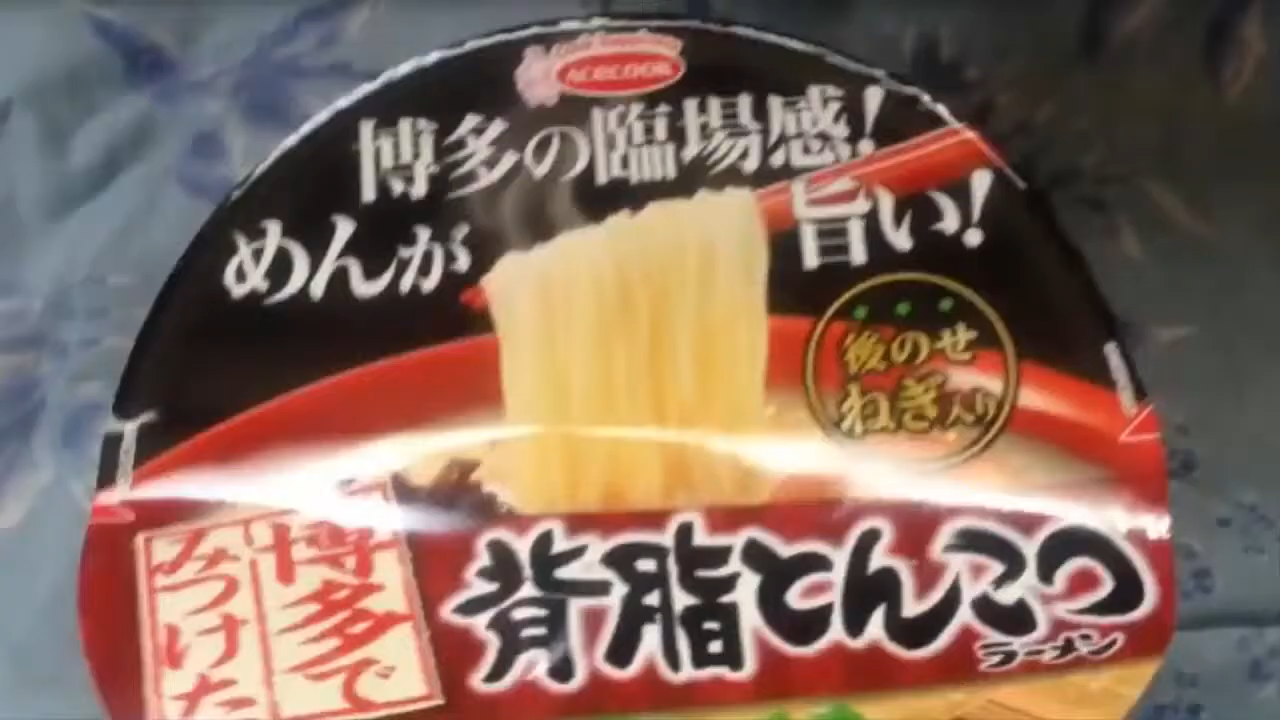 ACECOOK
博多の臨場感!
めんが
旨い!
後のせ
ねぎ入り
博多で
みつけた
背脂とんこつ
ラーメン